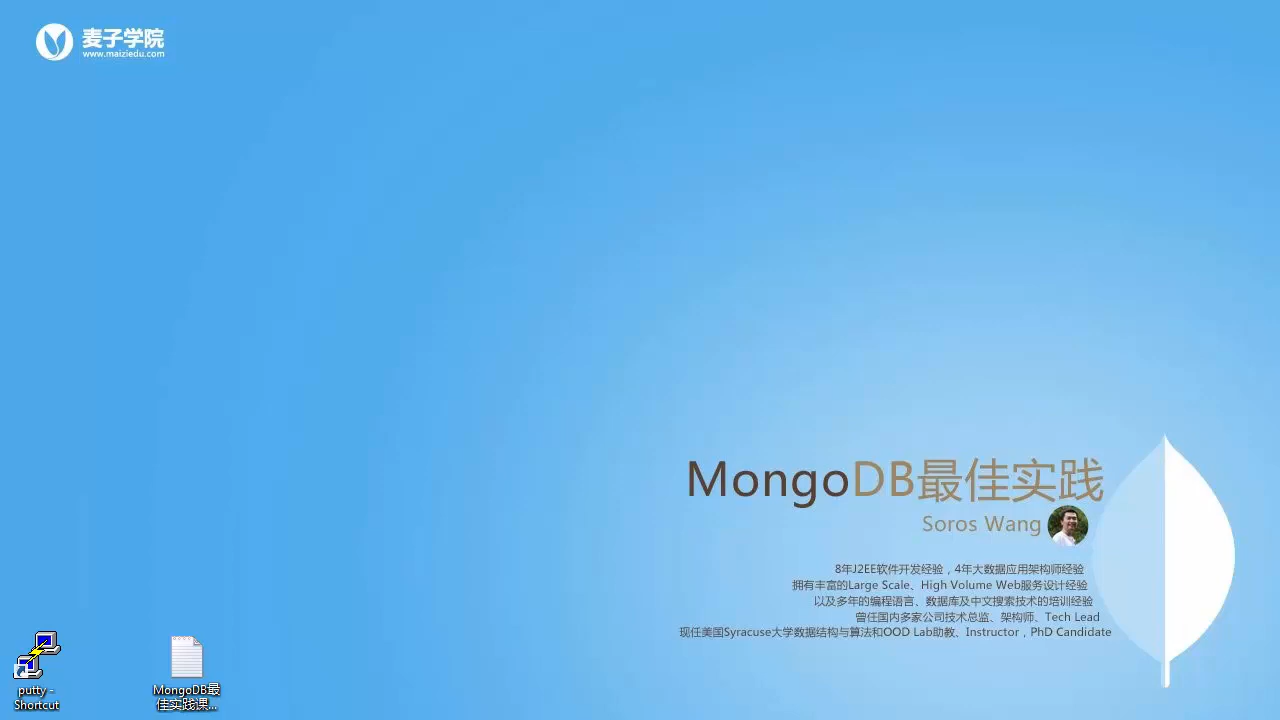 麦子学院
www.maiziedu.com
MongoDB最佳实践
Soros Wang
8年J2EE软件开发经验，4年大数据应用架构师经验
拥有丰富的Large Scale、High Volume Web服务设计经验
以及多年的编程语言、数据库及中文搜索技术的培训经验
曾任国内多家公司技术总监、架构师、Tech Lead
现任美国Syracuse大学数据结构与算法和OOD Lab助教、Instructor，PhD Candidate
putty -
Shortcut
MongoDB最
佳实践课...